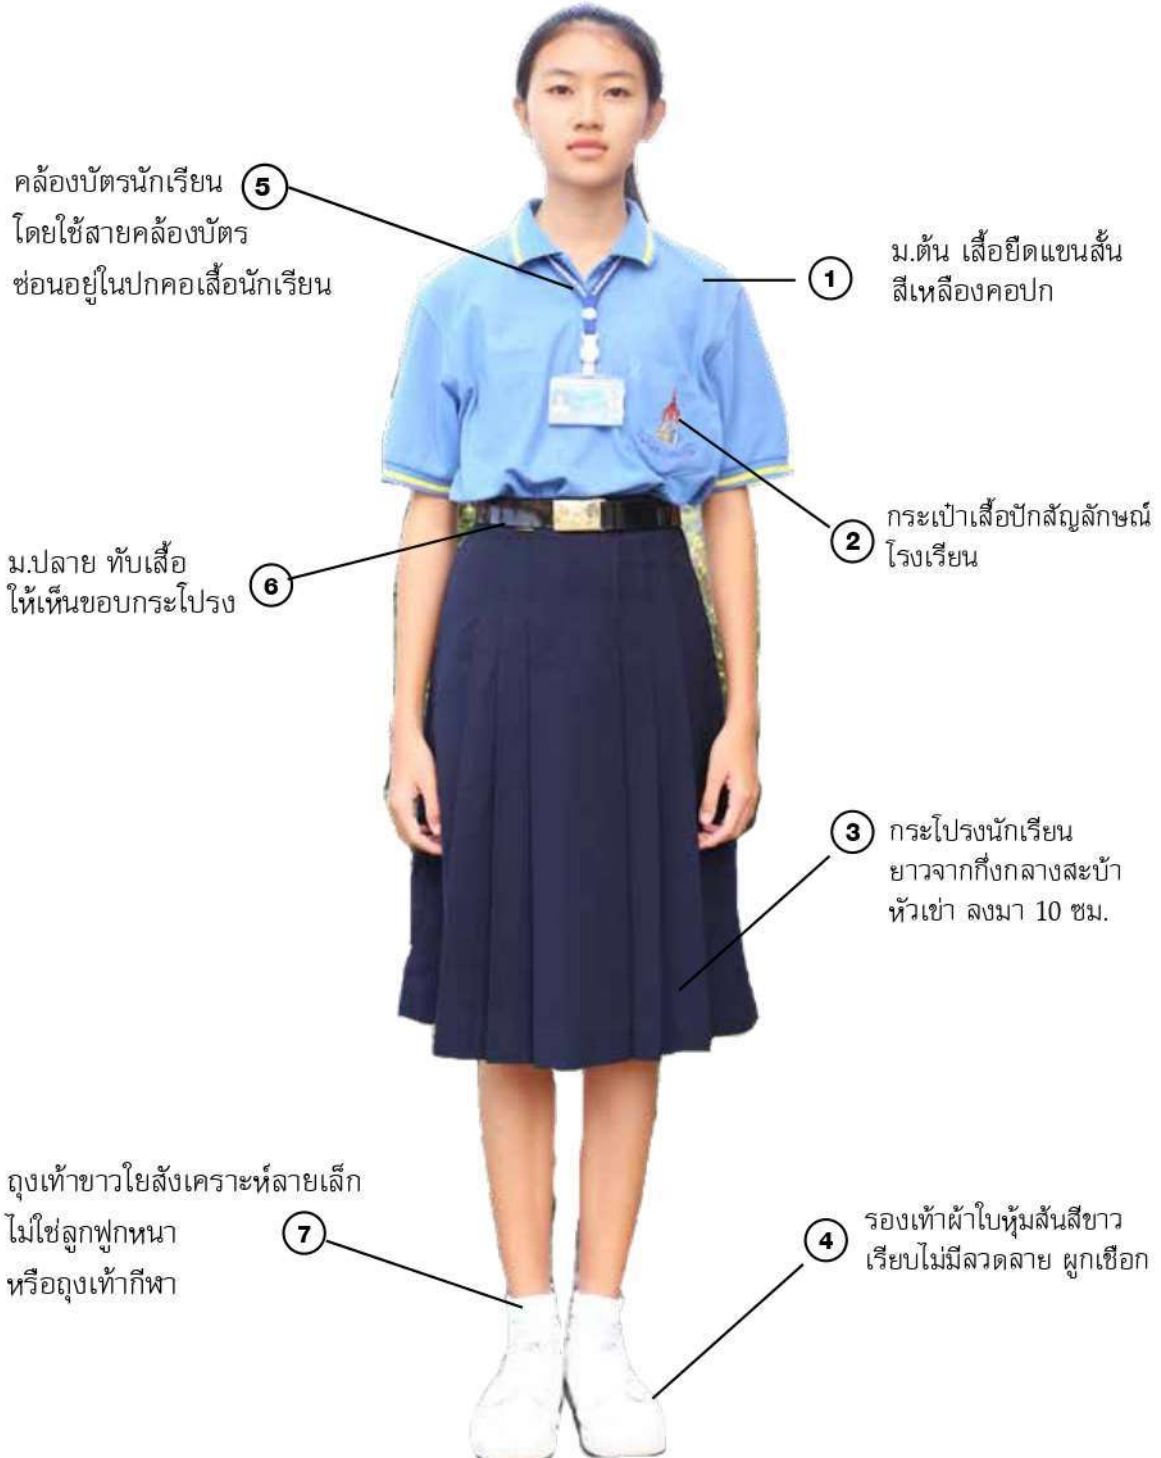 คล้องบัตรนักเรียน 5
โดยใช้สายคล้องบัตร
ซ่อนอยู่ในปกคอเสื้อนักเรียน
1 ม.ต้น เสื้อยืดแขนสั้น
สีเหลืองคอปก
2 กระเป๋าเสื้อปักสัญลักษณ์
โรงเรียน
ม.ปลาย ทับเสื้อ
ให้เห็นขอบกระโปรง 6
3 กระโปรงนักเรียน
ยาวจากกึ่งกลางสะบ้า
หัวเข่า ลงมา 10 ซม.
ถุงเท้าขาวใยสังเคราะห์ลายเล็ก
ไม่ใช่ลูกฟูกหนา 7
หรือถุงเท้ากีฬา
4 รองเท้าผ้าใบหุ้มส้นสีขาว
เรียบไม่มีลวดลาย ผูกเชือก